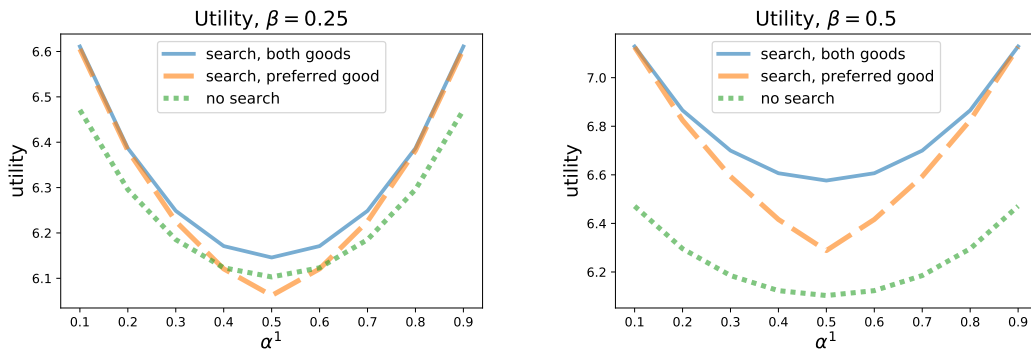 Utility, β = 0.25
utility
6.6
6.5
6.4
6.3
6.2
6.1
search, both goods
search, preferred good
no search
0.1 0.2 0.3 0.4 0.5 0.6 0.7 0.8 0.9
α¹
Utility, β = 0.5
utility
7.0
6.8
6.6
6.4
6.2
search, both goods
search, preferred good
no search
0.1 0.2 0.3 0.4 0.5 0.6 0.7 0.8 0.9
α¹